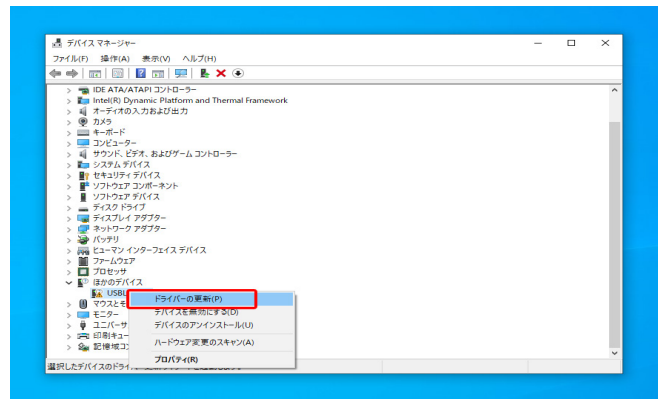 デバイス マネージャー
ファイル(F) 操作(A) 表示(V) ヘルプ(H)
IDE ATA/ATAPI コントローラー
Intel(R) Dynamic Platform and Thermal Framework
オーディオの入力および出力
カメラ
キーボード
コンピューター
サウンド、ビデオ、およびゲーム コントローラー
システム デバイス
セキュリティ デバイス
ソフトウェア コンポーネント
ソフトウェア デバイス
ディスク ドライブ
ディスプレイ アダプター
ネットワーク アダプター
バッテリ
ヒューマン インターフェイス デバイス
ファームウェア
プロセッサ
ほかのデバイス
ドライバーの更新(P)
マウスとモ
デバイスを無効にする(D)
モニター
ユニバーサ
デバイスのアンインストール(U)
印刷キュー
ハードウェア変更のスキャン(A)
記憶域コ
プロパティ(R)
選択したデバイスのドライ